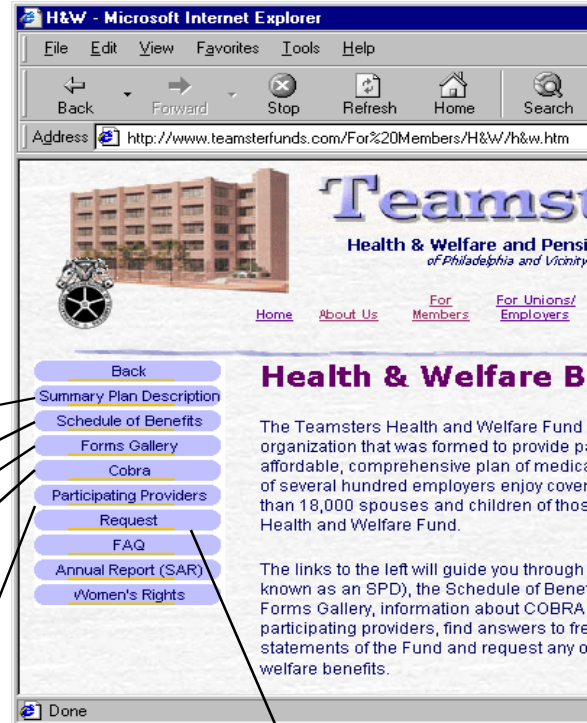 H&W - Microsoft Internet Explorer
File Edit View Favorites Tools Help
Back Forward Stop Refresh Home Search
Address http://www.teamsterfunds.com/For%20Members/H&W/h&w.htm
Teamst
Health & Welfare and Pensi
of Philadelphia and Vicinity
Home About Us For Members For Unions/ Employers
Back
Summary Plan Description
Schedule of Benefits
Forms Gallery
Cobra
Participating Providers
Request
FAQ
Annual Report (SAR)
Women's Rights
Health & Welfare B
The Teamsters Health and Welfare Fund
organization that was formed to provide pa
affordable, comprehensive plan of medica
of several hundred employers enjoy cover
than 18,000 spouses and children of thos
Health and Welfare Fund.
The links to the left will guide you through
known as an SPD), the Schedule of Benef
Forms Gallery, information about COBRA
participating providers, find answers to fre
statements of the Fund and request any o
welfare benefits.
Done